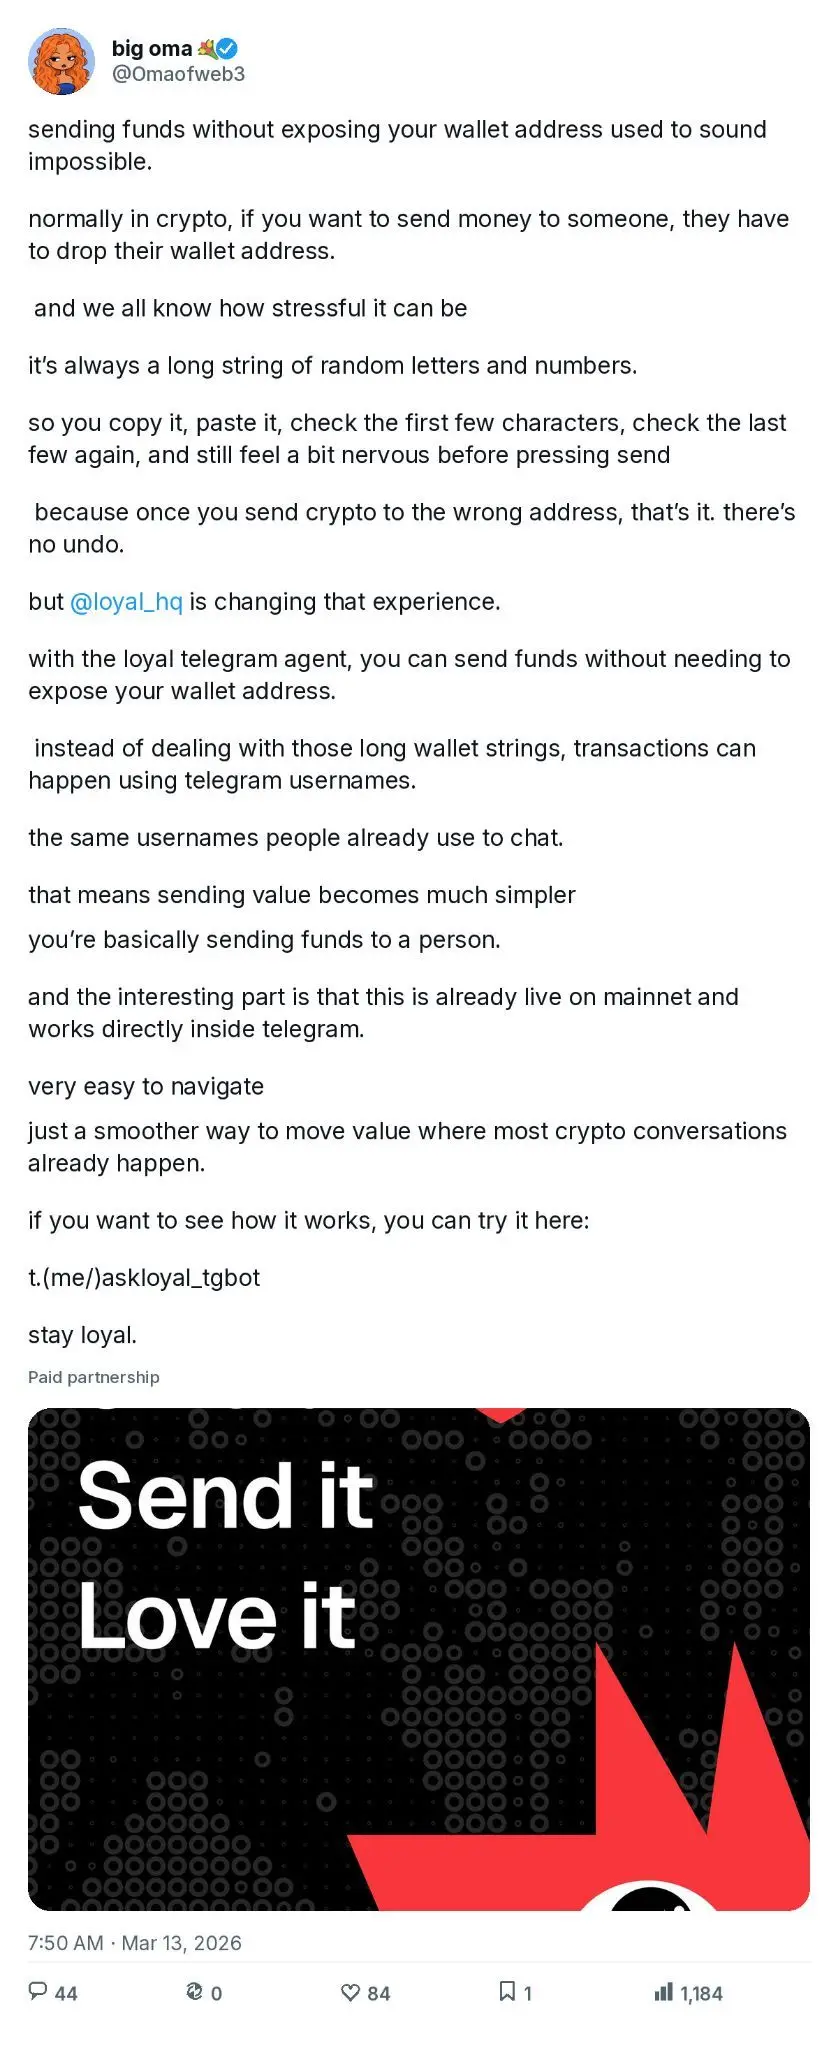 big oma
@Omaofweb3
sending funds without exposing your wallet address used to sound
impossible.
normally in crypto, if you want to send money to someone, they have
to drop their wallet address.
and we all know how stressful it can be
it’s always a long string of random letters and numbers.
so you copy it, paste it, check the first few characters, check the last
few again, and still feel a bit nervous before pressing send
because once you send crypto to the wrong address, that’s it. there’s
no undo.
but @loyal_hq is changing that experience.
with the loyal telegram agent, you can send funds without needing to
expose your wallet address.
instead of dealing with those long wallet strings, transactions can
happen using telegram usernames.
the same usernames people already use to chat.
that means sending value becomes much simpler
you’re basically sending funds to a person.
and the interesting part is that this is already live on mainnet and
works directly inside telegram.
very easy to navigate
just a smoother way to move value where most crypto conversations
already happen.
if you want to see how it works, you can try it here:
t.(me/)askloyal_tgbot
stay loyal.
Paid partnership
Send it
Love it
7:50 AM · Mar 13, 2026
44 0 84 1 1,184